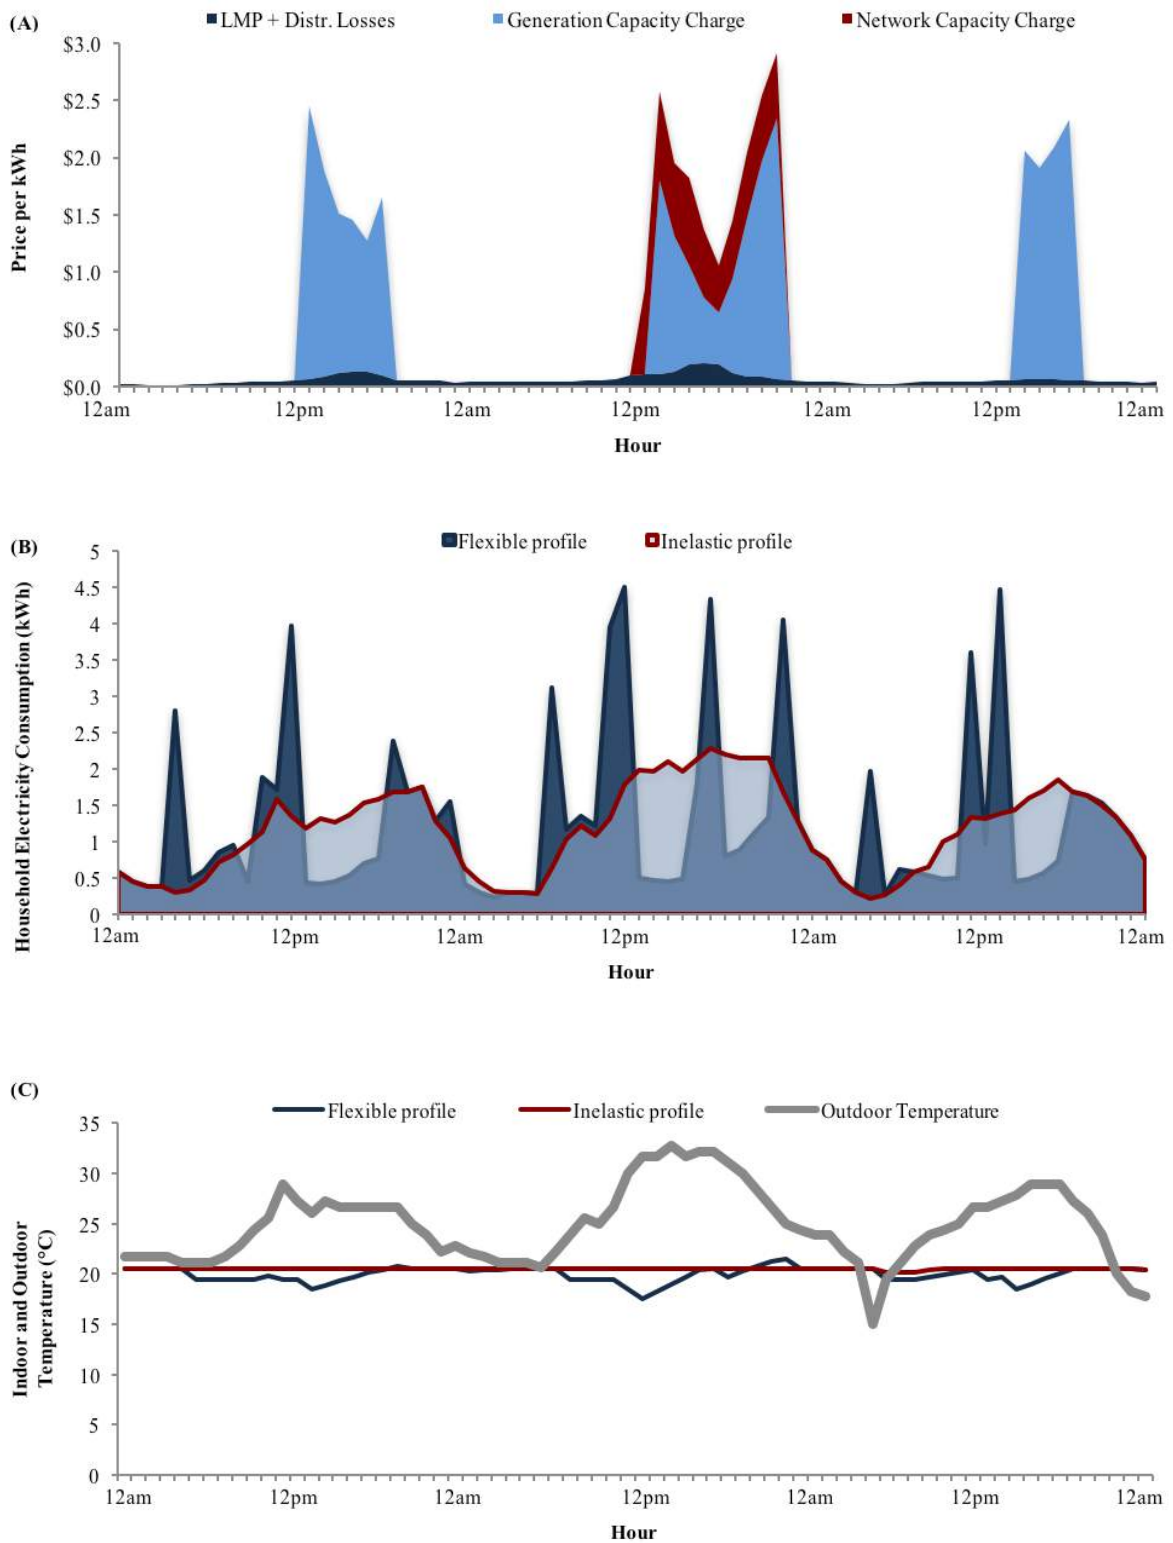 (A)
LMP + Distr. Losses Generation Capacity Charge Network Capacity Charge
Price per kWh
$3.0
$2.5
$2.0
$1.5
$1.0
$0.5
$0.0
12am 12pm 12am 12pm 12am 12pm 12am
Hour
(B)
Flexible profile Inelastic profile
Household Electricity Consumption (kWh)
5
4.5
4
3.5
3
2.5
2
1.5
1
0.5
0
12am 12pm 12am 12pm 12am 12pm 12am
Hour
(C)
Flexible profile Inelastic profile Outdoor Temperature
Indoor and Outdoor
Temperature (°C)
35
30
25
20
15
10
5
0
12am 12pm 12am 12pm 12am 12pm 12am
Hour